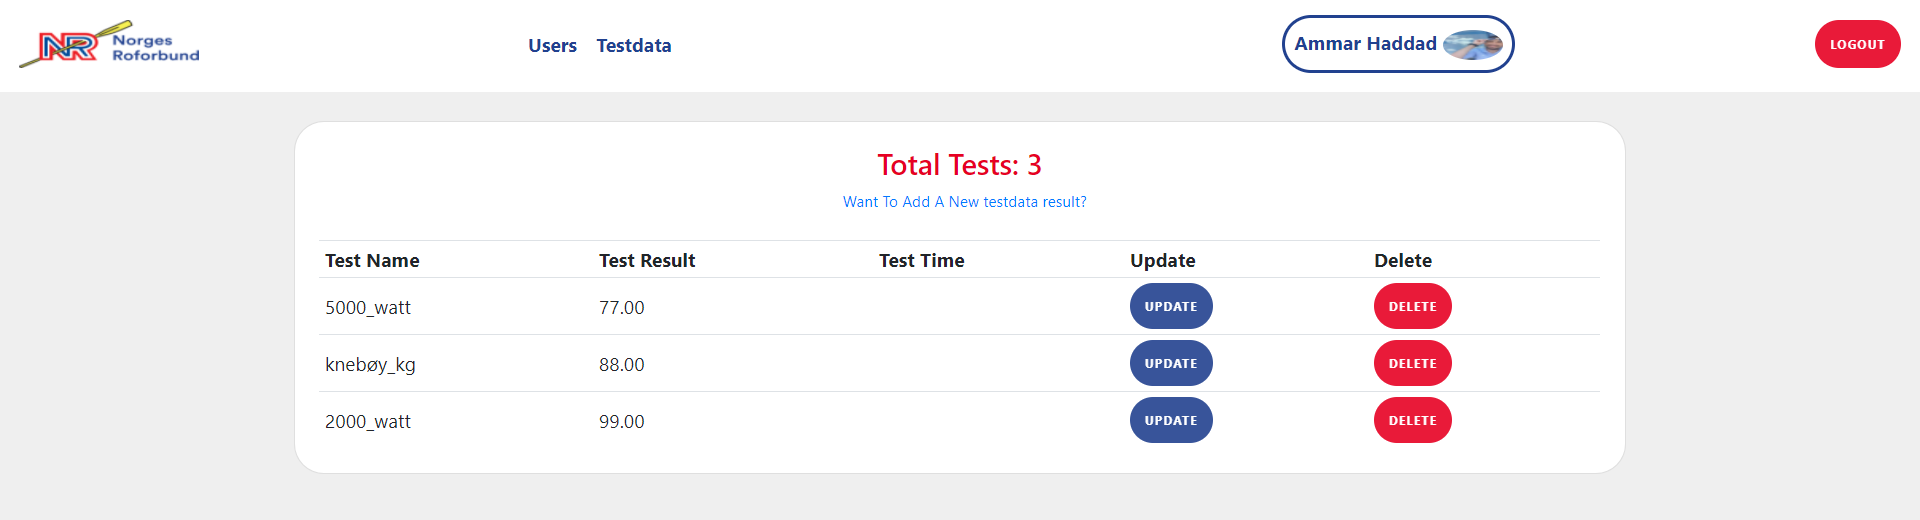 NR Norges Roforbund
Users Testdata
Ammar Haddad
LOGOUT
Total Tests: 3
Want To Add A New testdata result?
Test Name Test Result Test Time Update Delete
5000_watt 77.00 UPDATE DELETE
knebøy_kg 88.00 UPDATE DELETE
2000_watt 99.00 UPDATE DELETE